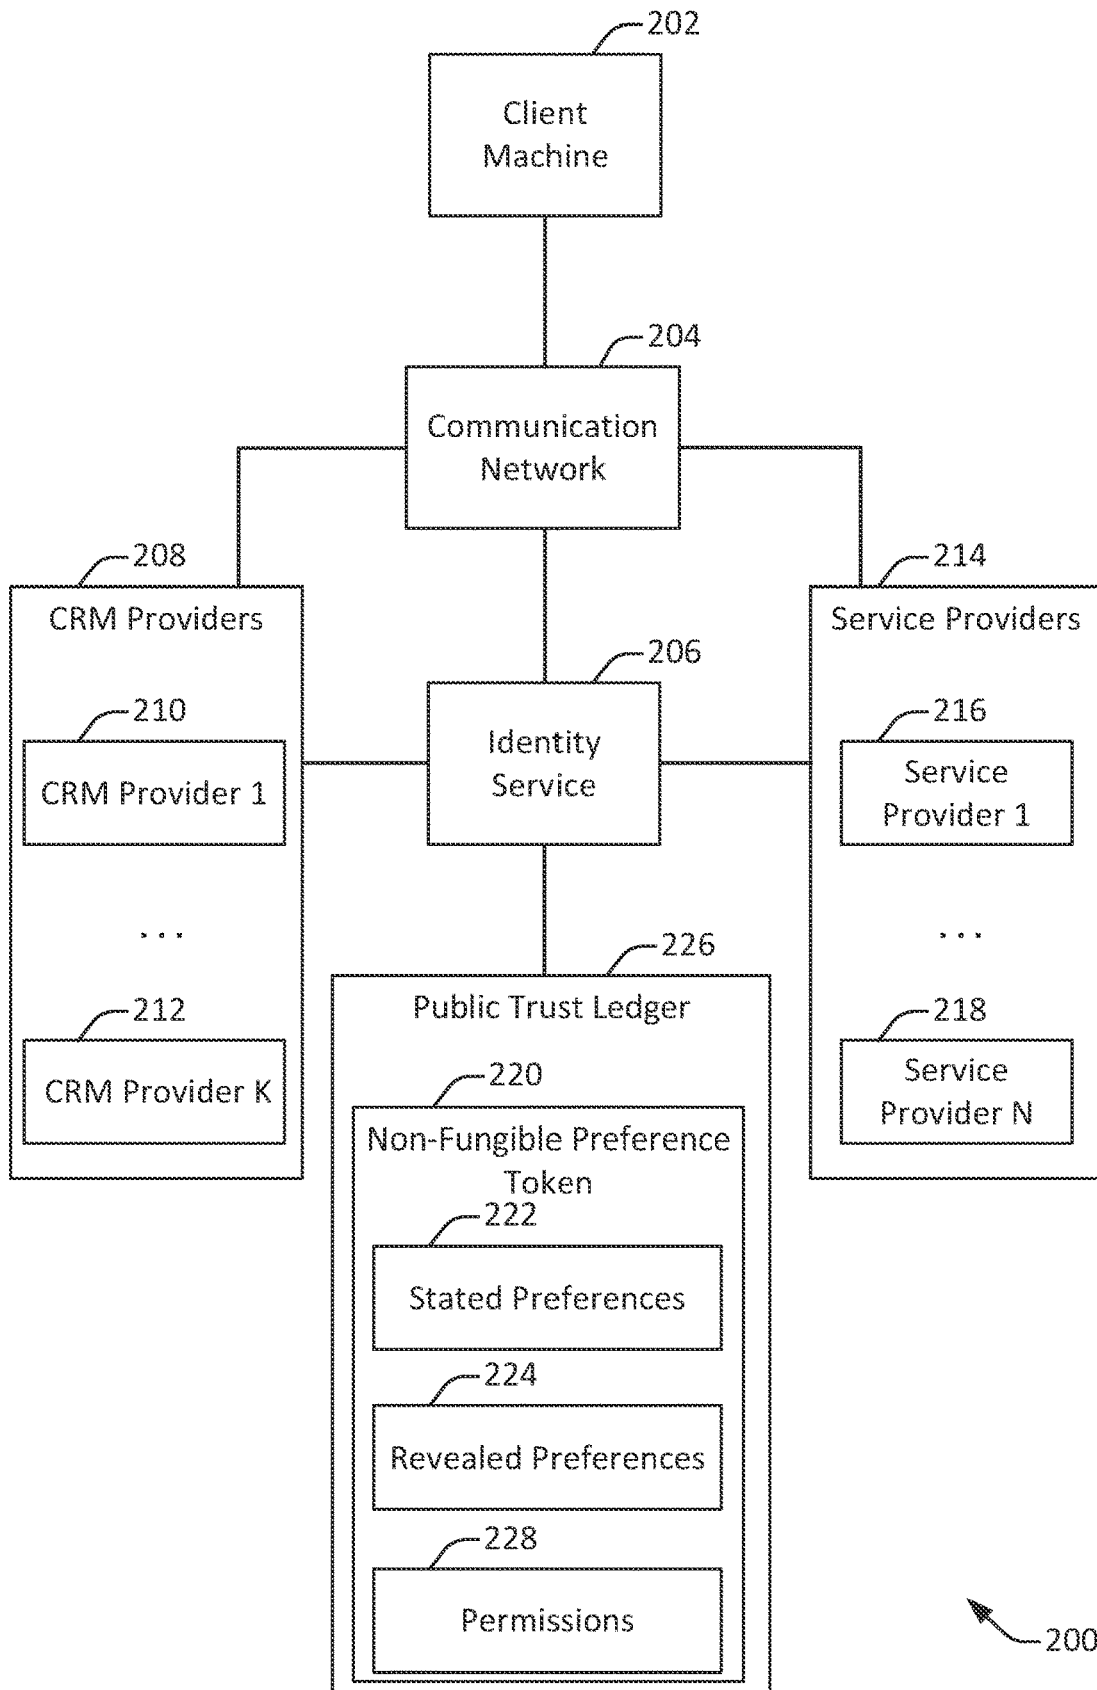 202
Client
Machine
204
Communication
Network
208
CRM Providers
214
Service Providers
206
Identity
Service
210
CRM Provider 1
216
Service
Provider 1
...
...
226
Public Trust Ledger
212
CRM Provider K
218
Service
Provider N
220
Non-Fungible Preference
Token
222
Stated Preferences
224
Revealed Preferences
228
Permissions
200